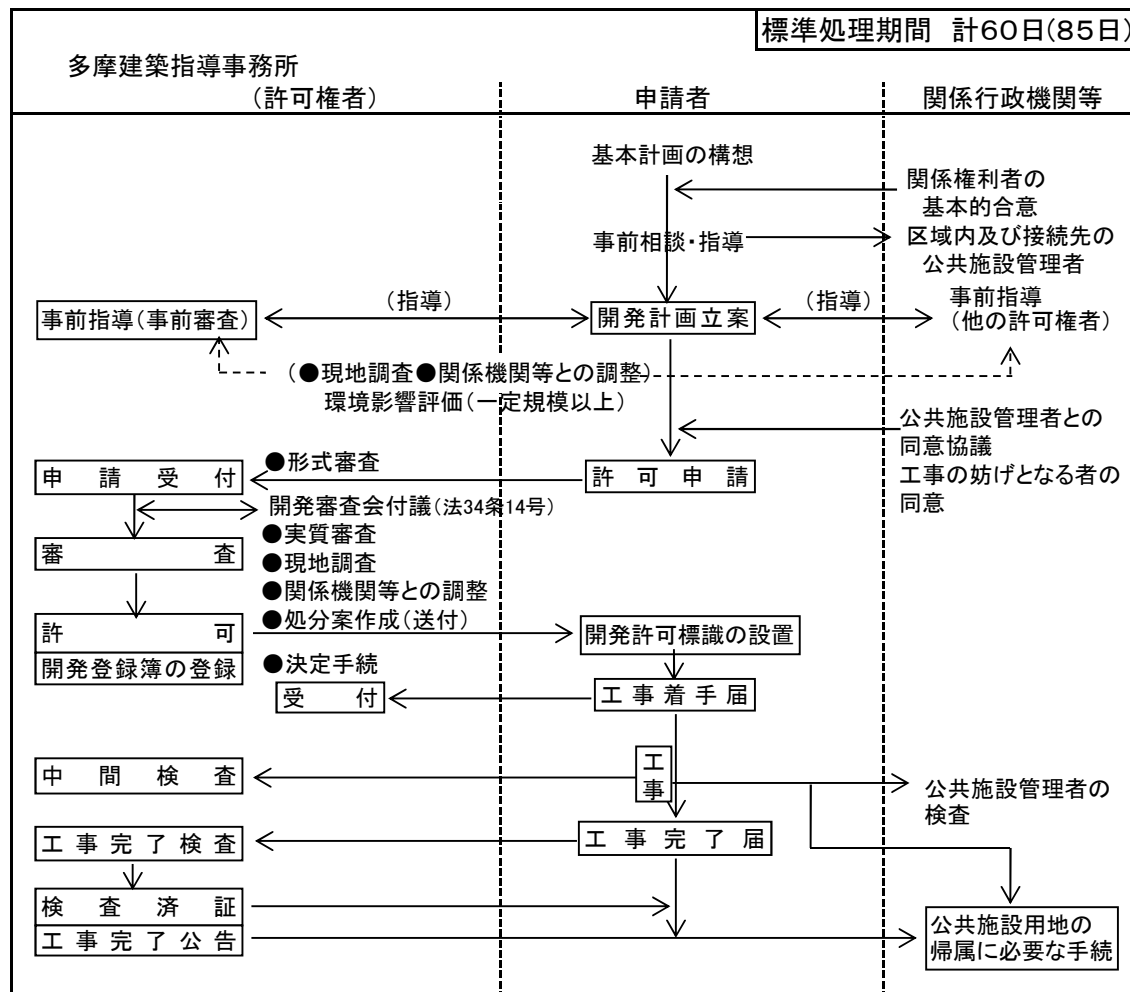 標準処理期間 計60日(85日)
多摩建築指導事務所
(許可権者)
申請者
関係行政機関等
基本計画の構想
関係権利者の
基本的合意
事前相談・指導
区域内及び接続先の
公共施設管理者
事前指導(事前審査)
(指導)
開発計画立案
(指導)
事前指導
(他の許可権者)
(●現地調査●関係機関等との調整)
環境影響評価(一定規模以上)
公共施設管理者との
同意協議
工事の妨げとなる者の
同意
申請受付
●形式審査
許可申請
開発審査会付議(法34条14号)
審査
●実質審査
●現地調査
●関係機関等との調整
●処分案作成(送付)
許可
開発登録簿の登録
●決定手続
開発許可標識の設置
受付
工事着手届
中間検査
工事
公共施設管理者の
検査
工事完了検査
工事完了届
検査済証
工事完了公告
公共施設用地の
帰属に必要な手続